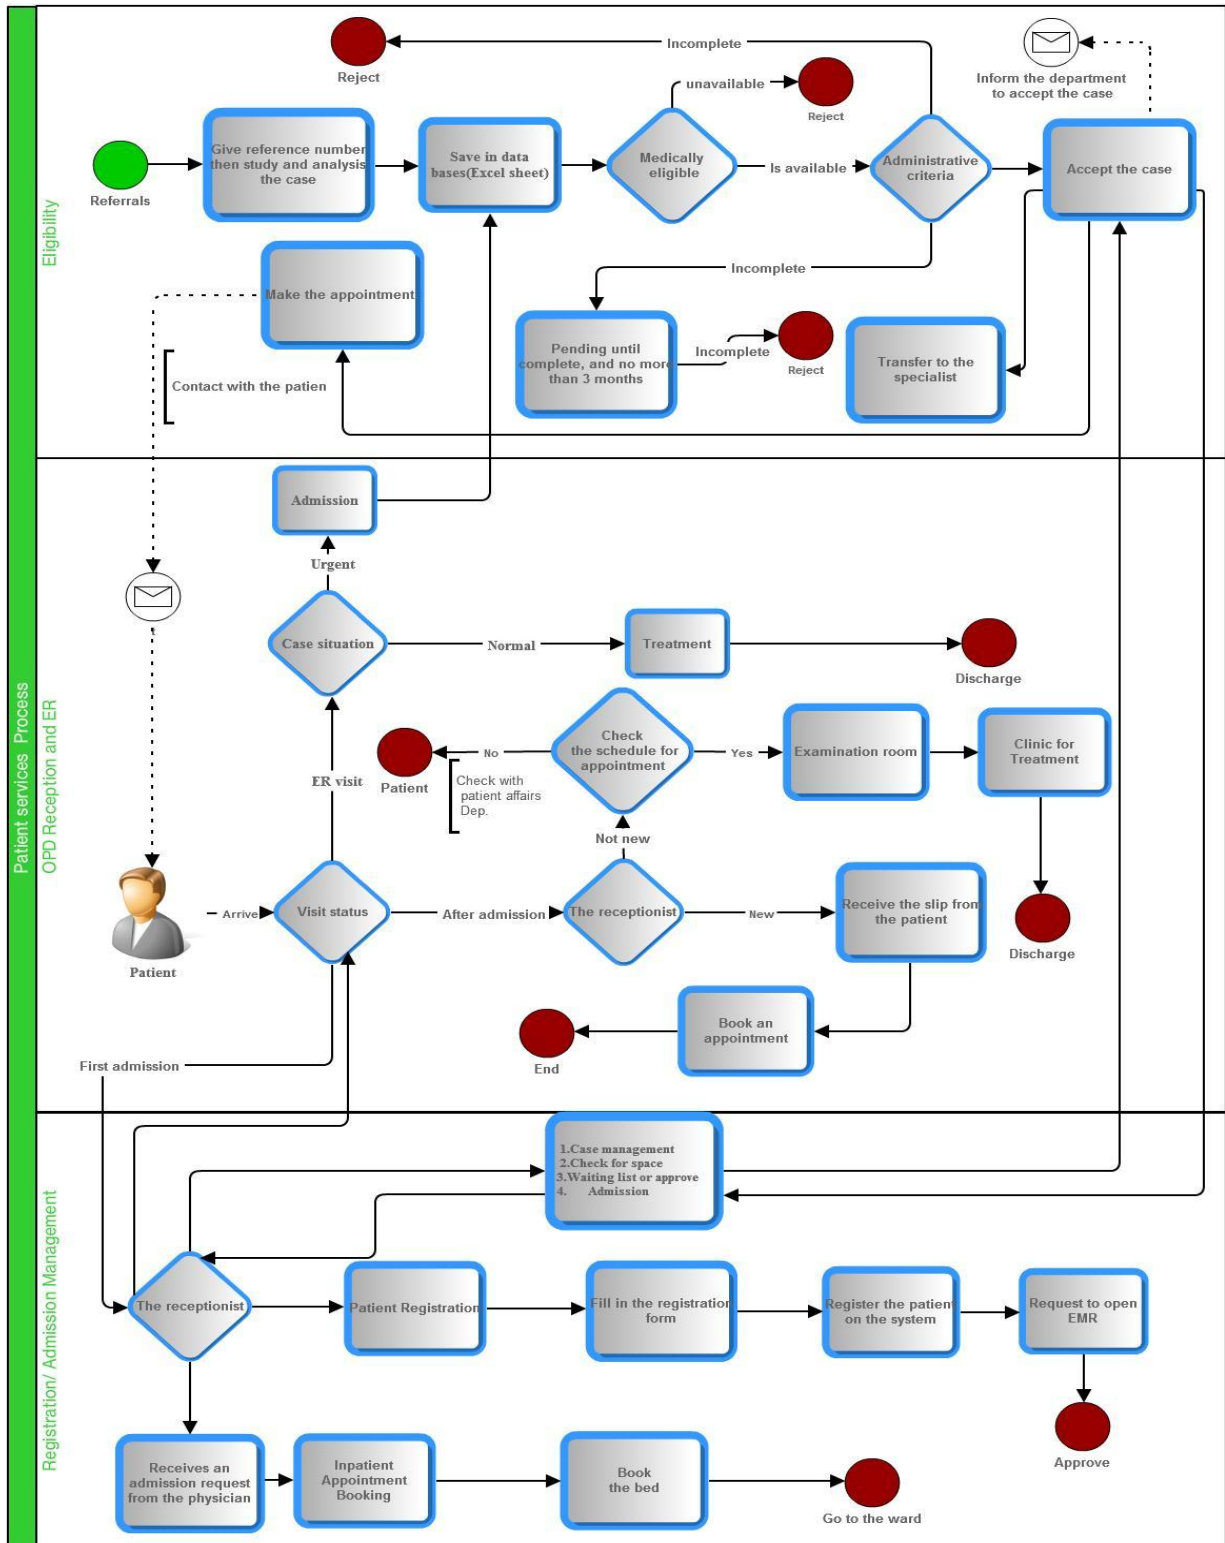 Patient services Process
Eligibility
OPD Reception and ER
Registration/ Admission Management
Incomplete
Reject
unavailable
Reject
Inform the department
to accept the case
Referrals
Give reference number
then study and analysis
the case
Save in data
bases(Excel sheet)
Medically
eligible
Is available
Administrative
criteria
Accept the case
Make the appointment
Incomplete
Pending until
complete, and no more
than 3 months
Incomplete
Reject
Transfer to the
specialist
Contact with the patien
Admission
Urgent
Case situation
Normal
Treatment
Discharge
ER visit
Patient
No
Check with
patient affairs
Dep.
Check
the schedule for
appointment
Yes
Examination room
Clinic for
Treatment
Not new
Patient
Arrive
Visit status
After admission
The receptionist
New
Receive the slip from
the patient
Discharge
Book an
appointment
End
First admission
1.Case management
2.Check for space
3.Waiting list or approve
4. Admission
The receptionist
Patient Registration
Fill in the registration
form
Register the patient
on the system
Request to open
EMR
Approve
Receives an
admission request
from the physician
Inpatient
Appointment
Booking
Book
the bed
Go to the ward